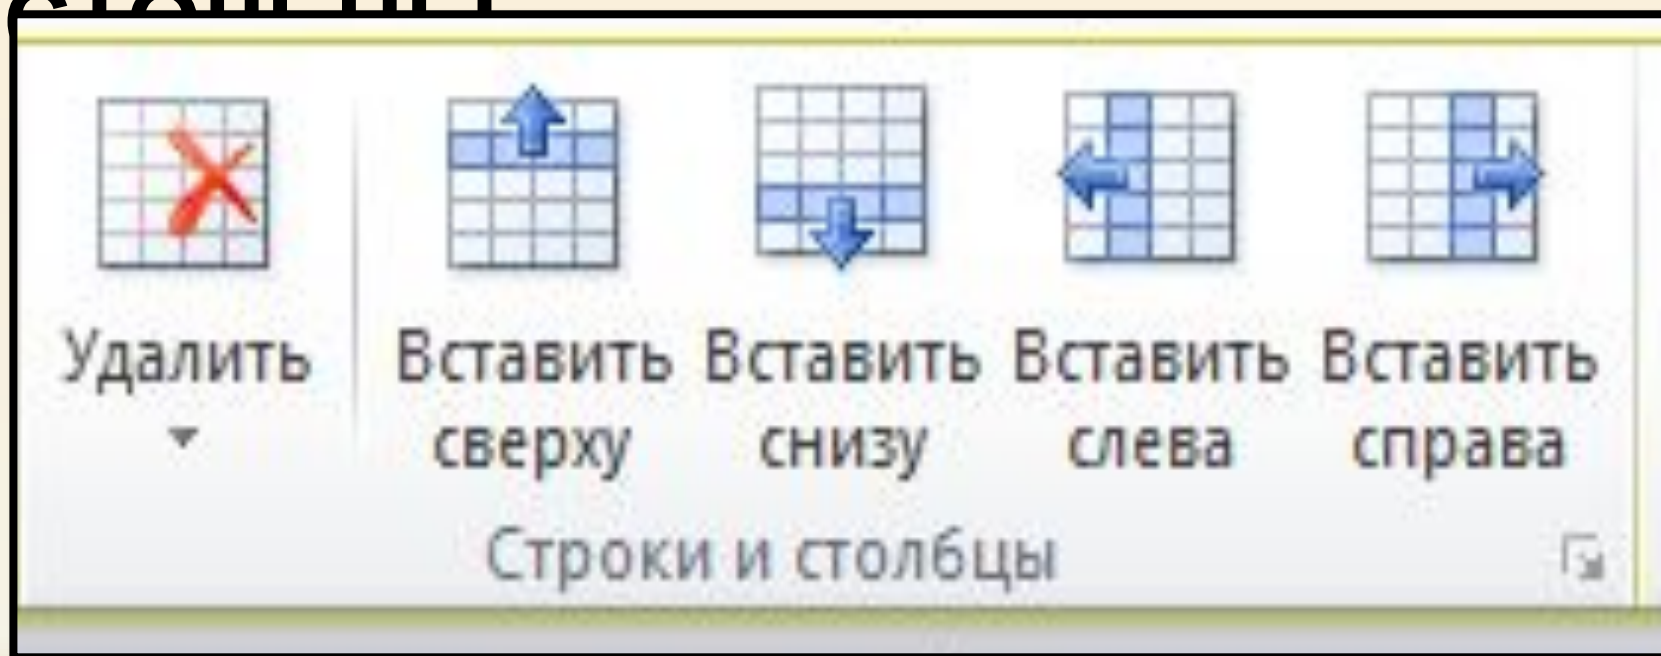 Удалить
Вставить сверху
Вставить снизу
Вставить слева
Вставить справа
Строки и столбцы